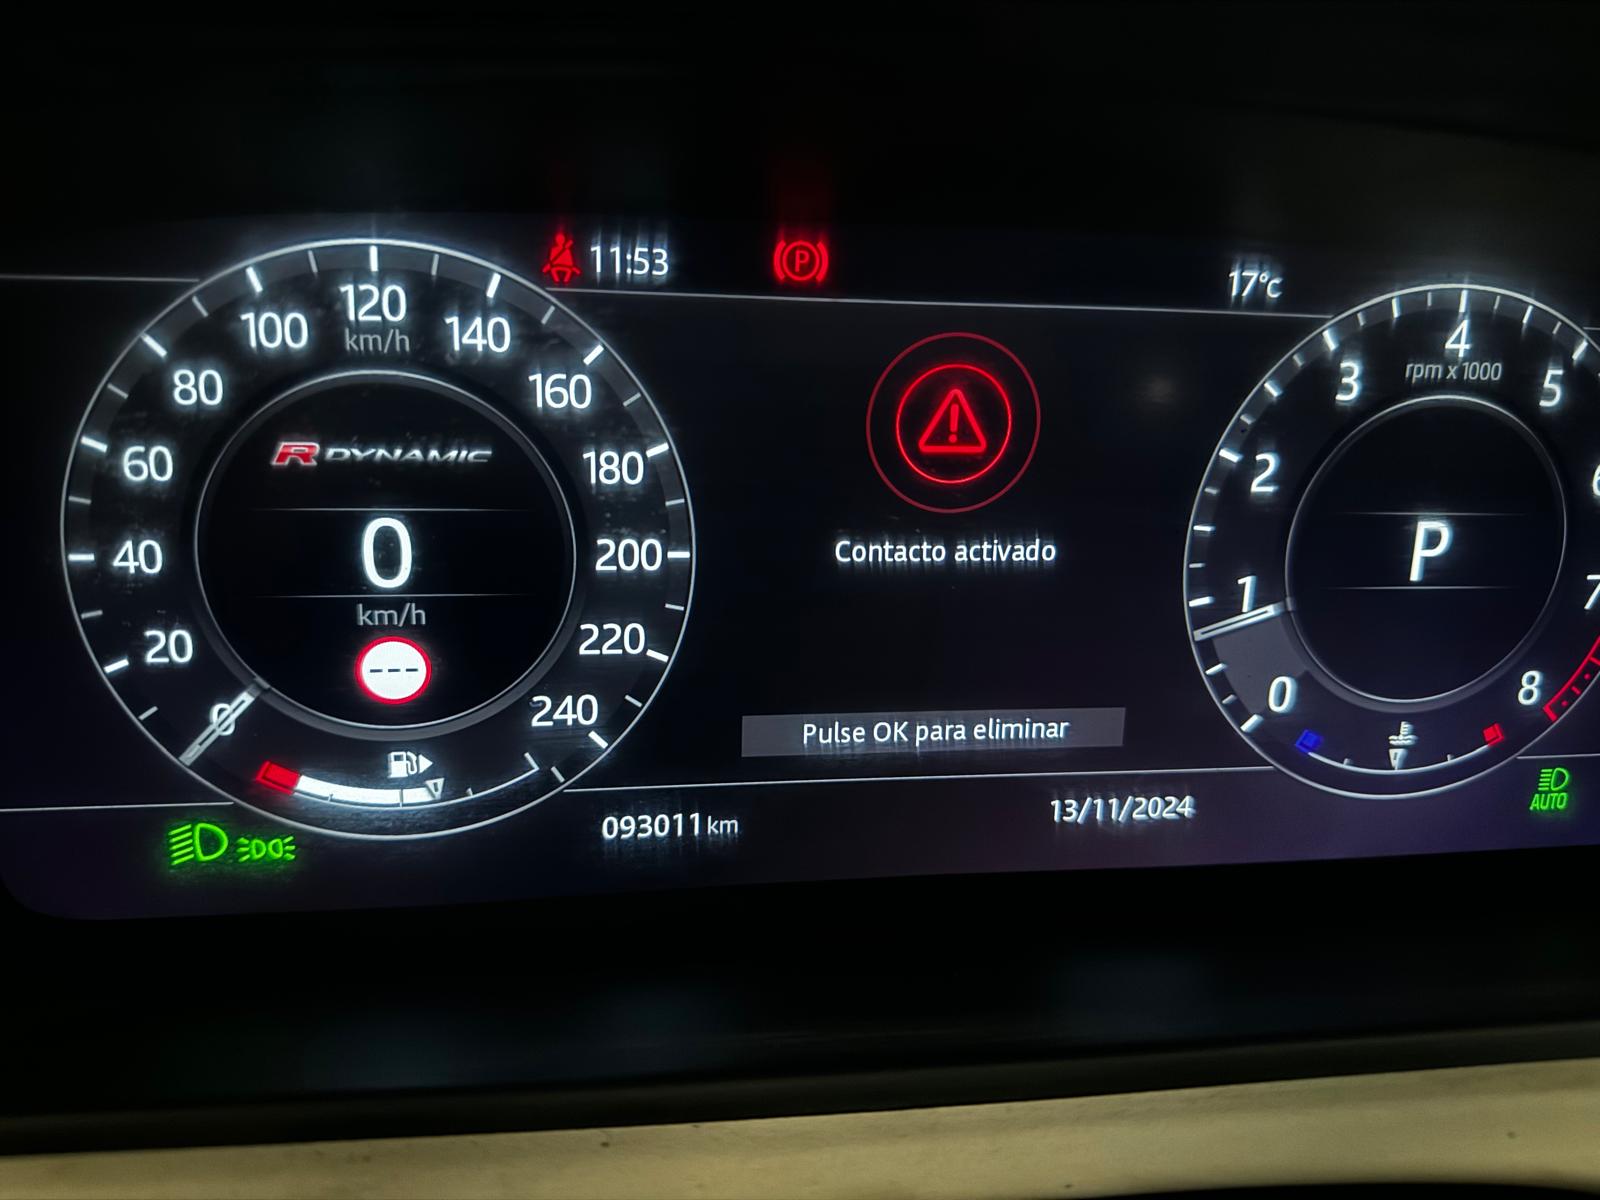 11:53
P
17°c
0
20
40
60
80
100
120
km/h
140
160
180
200
220
240
R DYNAMIC
0
km/h
---
Contacto activado
Pulse OK para eliminar
0
1
2
3
4
rpm x 1000
5
6
7
8
P
093011 km
13/11/2024
AUTO